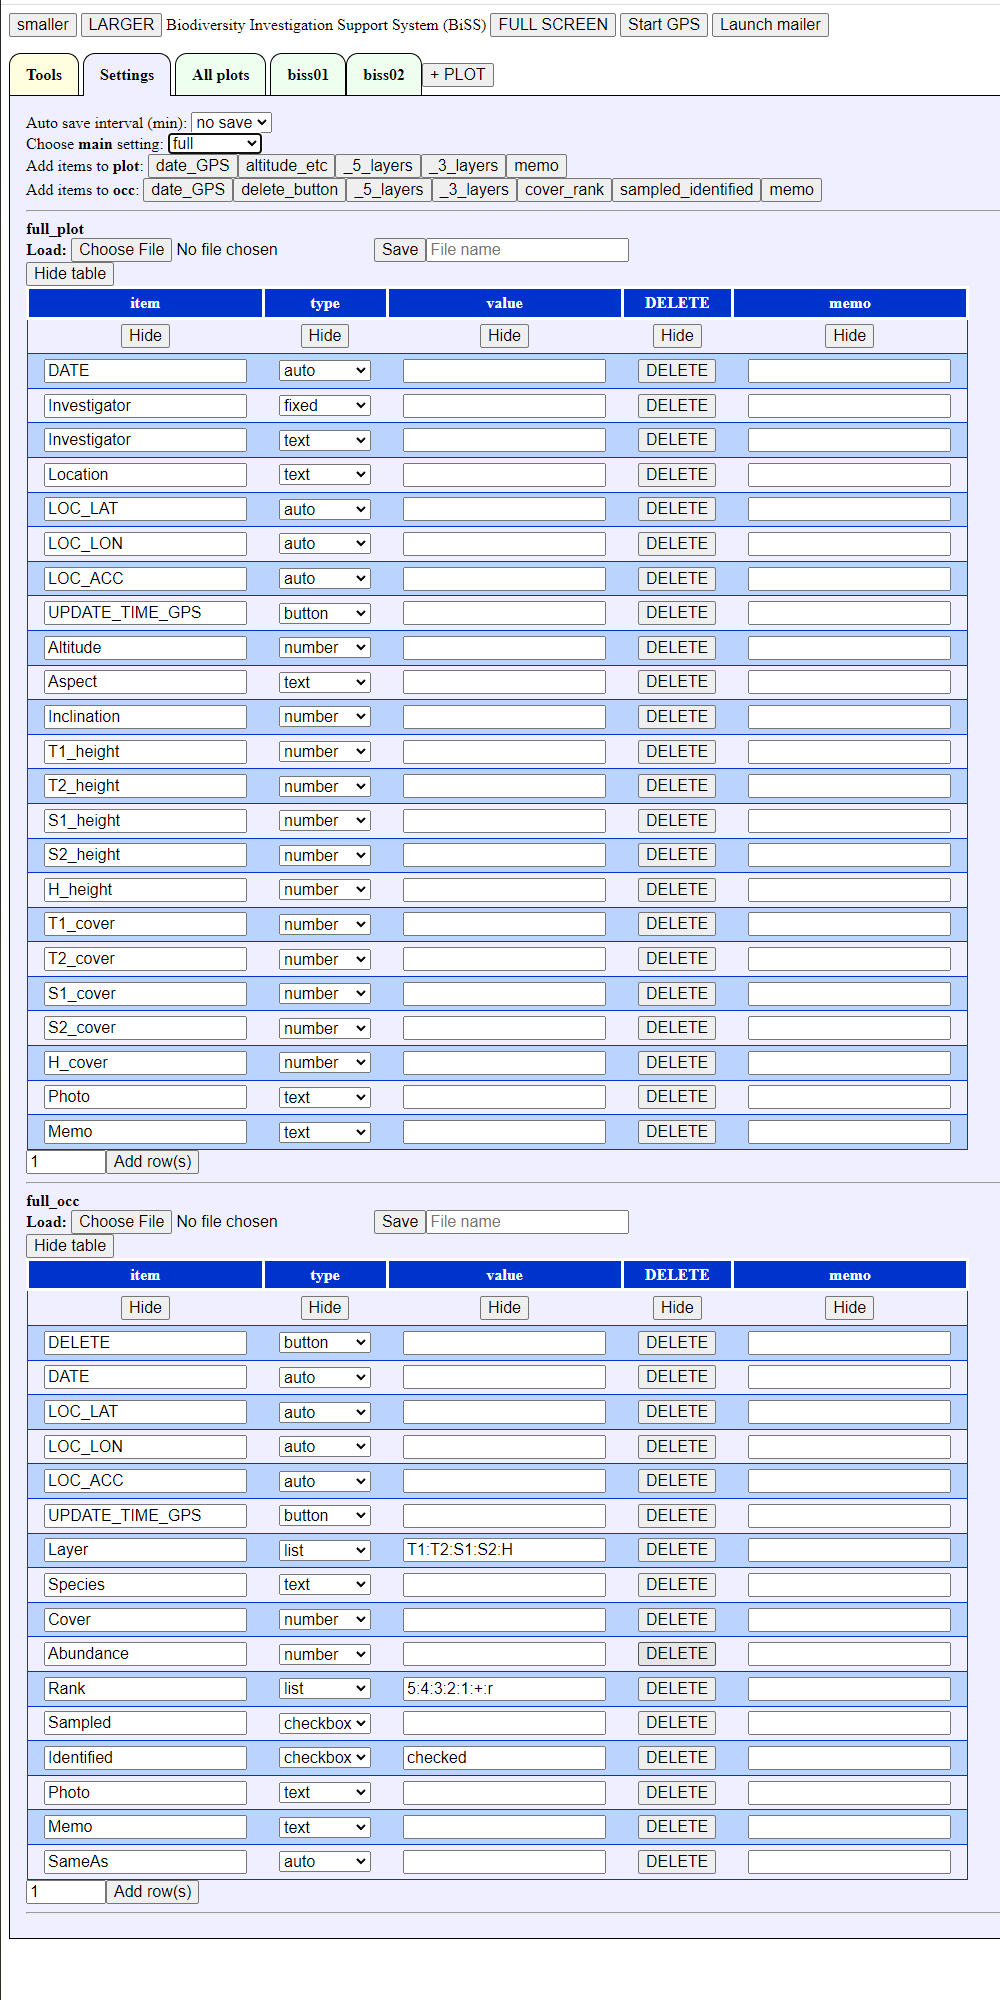 smaller LARGER Biodiversity Investigation Support System (BiSS) FULL SCREEN Start GPS Launch mailer
Tools Settings All plots biss01 biss02 + PLOT
Auto save interval (min): no save
Choose main setting: full
Add items to plot: date_GPS altitude_etc _5_layers _3_layers memo
Add items to occ: date_GPS delete_button _5_layers _3_layers cover_rank sampled_identified memo
full_plot
Load: Choose File No file chosen Save File name
Hide table
item type value DELETE memo
Hide Hide Hide Hide Hide
DATE auto DELETE
Investigator fixed DELETE
Investigator text DELETE
Location text DELETE
LOC_LAT auto DELETE
LOC_LON auto DELETE
LOC_ACC auto DELETE
UPDATE_TIME_GPS button DELETE
Altitude number DELETE
Aspect text DELETE
Inclination number DELETE
T1_height number DELETE
T2_height number DELETE
S1_height number DELETE
S2_height number DELETE
H_height number DELETE
T1_cover number DELETE
T2_cover number DELETE
S1_cover number DELETE
S2_cover number DELETE
H_cover number DELETE
Photo text DELETE
Memo text DELETE
1 Add row(s)
full_occ
Load: Choose File No file chosen Save File name
Hide table
item type value DELETE memo
Hide Hide Hide Hide Hide
DELETE button DELETE
DATE auto DELETE
LOC_LAT auto DELETE
LOC_LON auto DELETE
LOC_ACC auto DELETE
UPDATE_TIME_GPS button DELETE
Layer list T1:T2:S1:S2:H DELETE
Species text DELETE
Cover number DELETE
Abundance number DELETE
Rank list 5:4:3:2:1:+:r DELETE
Sampled checkbox DELETE
Identified checkbox checked DELETE
Photo text DELETE
Memo text DELETE
SameAs auto DELETE
1 Add row(s)